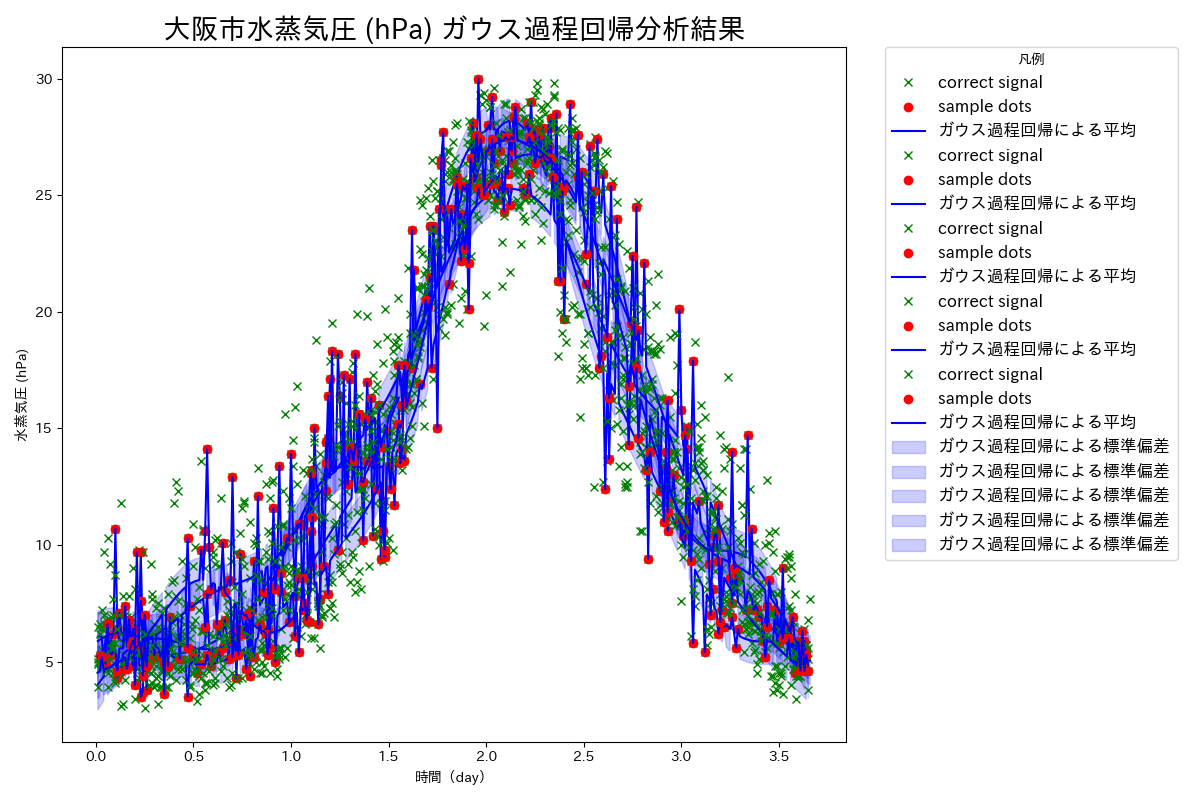 大阪市水蒸気圧 (hPa) ガウス過程回帰分析結果
凡例
correct signal
sample dots
ガウス過程回帰による平均
correct signal
sample dots
ガウス過程回帰による平均
correct signal
sample dots
ガウス過程回帰による平均
correct signal
sample dots
ガウス過程回帰による平均
correct signal
sample dots
ガウス過程回帰による平均
ガウス過程回帰による標準偏差
ガウス過程回帰による標準偏差
ガウス過程回帰による標準偏差
ガウス過程回帰による標準偏差
ガウス過程回帰による標準偏差
水蒸気圧 (hPa)
30
25
20
15
10
5
0.0 0.5 1.0 1.5 2.0 2.5 3.0 3.5
時間（day）